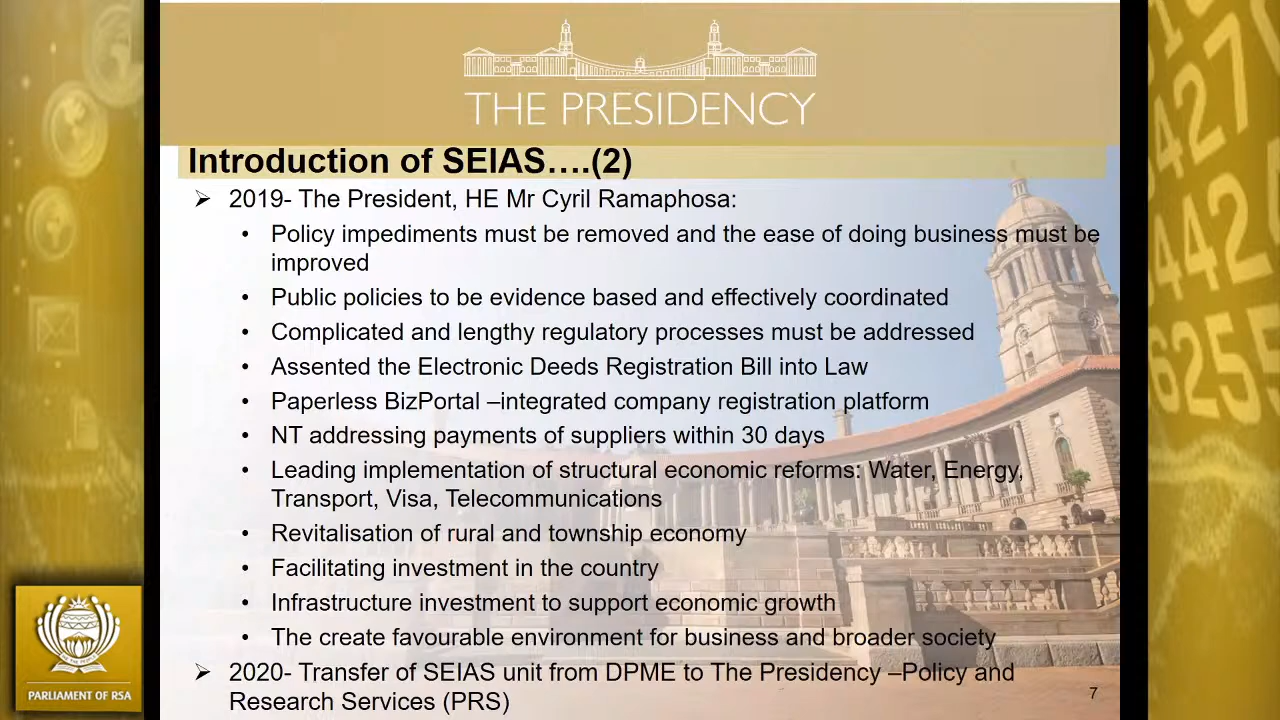 THE PRESIDENCY
Introduction of SEIAS….(2)
➢ 2019- The President, HE Mr Cyril Ramaphosa:
• Policy impediments must be removed and the ease of doing business must be
improved
• Public policies to be evidence based and effectively coordinated
• Complicated and lengthy regulatory processes must be addressed
• Assented the Electronic Deeds Registration Bill into Law
• Paperless BizPortal –integrated company registration platform
• NT addressing payments of suppliers within 30 days
• Leading implementation of structural economic reforms: Water, Energy,
Transport, Visa, Telecommunications
• Revitalisation of rural and township economy
• Facilitating investment in the country
• Infrastructure investment to support economic growth
• The create favourable environment for business and broader society
➢ 2020- Transfer of SEIAS unit from DPME to The Presidency –Policy and
Research Services (PRS)
7
PARLIAMENT OF RSA
427
442
6255